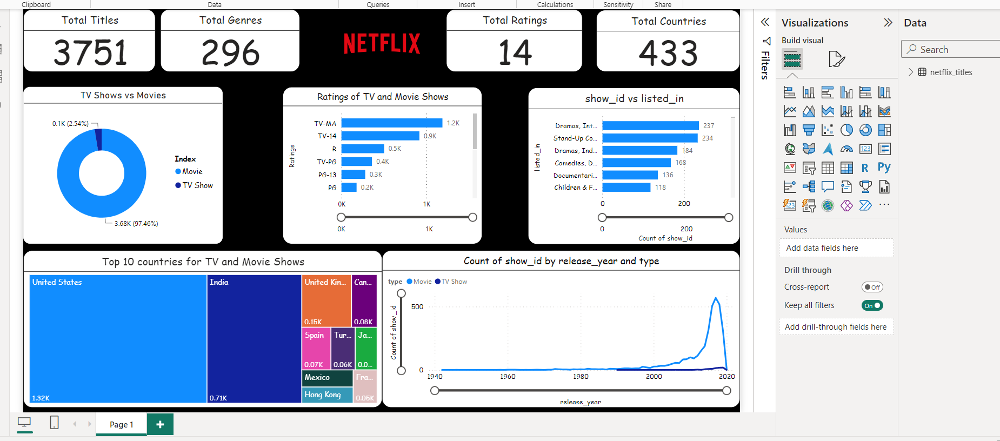 Clipboard
Data
Queries
Insert
Calculations
Sensitivity
Share
Total Titles
3751
Total Genres
296
NETFLIX
Total Ratings
14
Total Countries
433
TV Shows vs Movies
0.1K (2.54%)
3.68K (97.46%)
Index
Movie
TV Show
Ratings of TV and Movie Shows
Ratings
TV-MA 1.2K
TV-14 0.9K
R 0.5K
TV-PG 0.4K
PG-13 0.3K
PG 0.2K
0K 1K
0K 1K
show_id vs listed_in
listed_in
Dramas, Int... 237
Stand-Up Co... 234
Dramas, Ind... 184
Comedies, D... 168
Documentari... 136
Children & F... 118
0 200
0 200
Count of show_id
Top 10 countries for TV and Movie Shows
United States
1.32K
India
0.71K
United Kin...
0.15K
Can...
0.08K
Spain
0.07K
Tur...
0.06K
Ja...
0.0...
Mexico
Hong Kong
Fra...
0.05K
Count of show_id by release_year and type
type Movie TV Show
Count of show_id
500
0
1940 1960 1980 2000 2020
release_year
Page 1
Filters
Visualizations
Build visual
123
R
Py
123
Values
Add data fields here
Drill through
Cross-report
Off
Keep all filters
On
Add drill-through fields here
Data
Search
netflix_titles